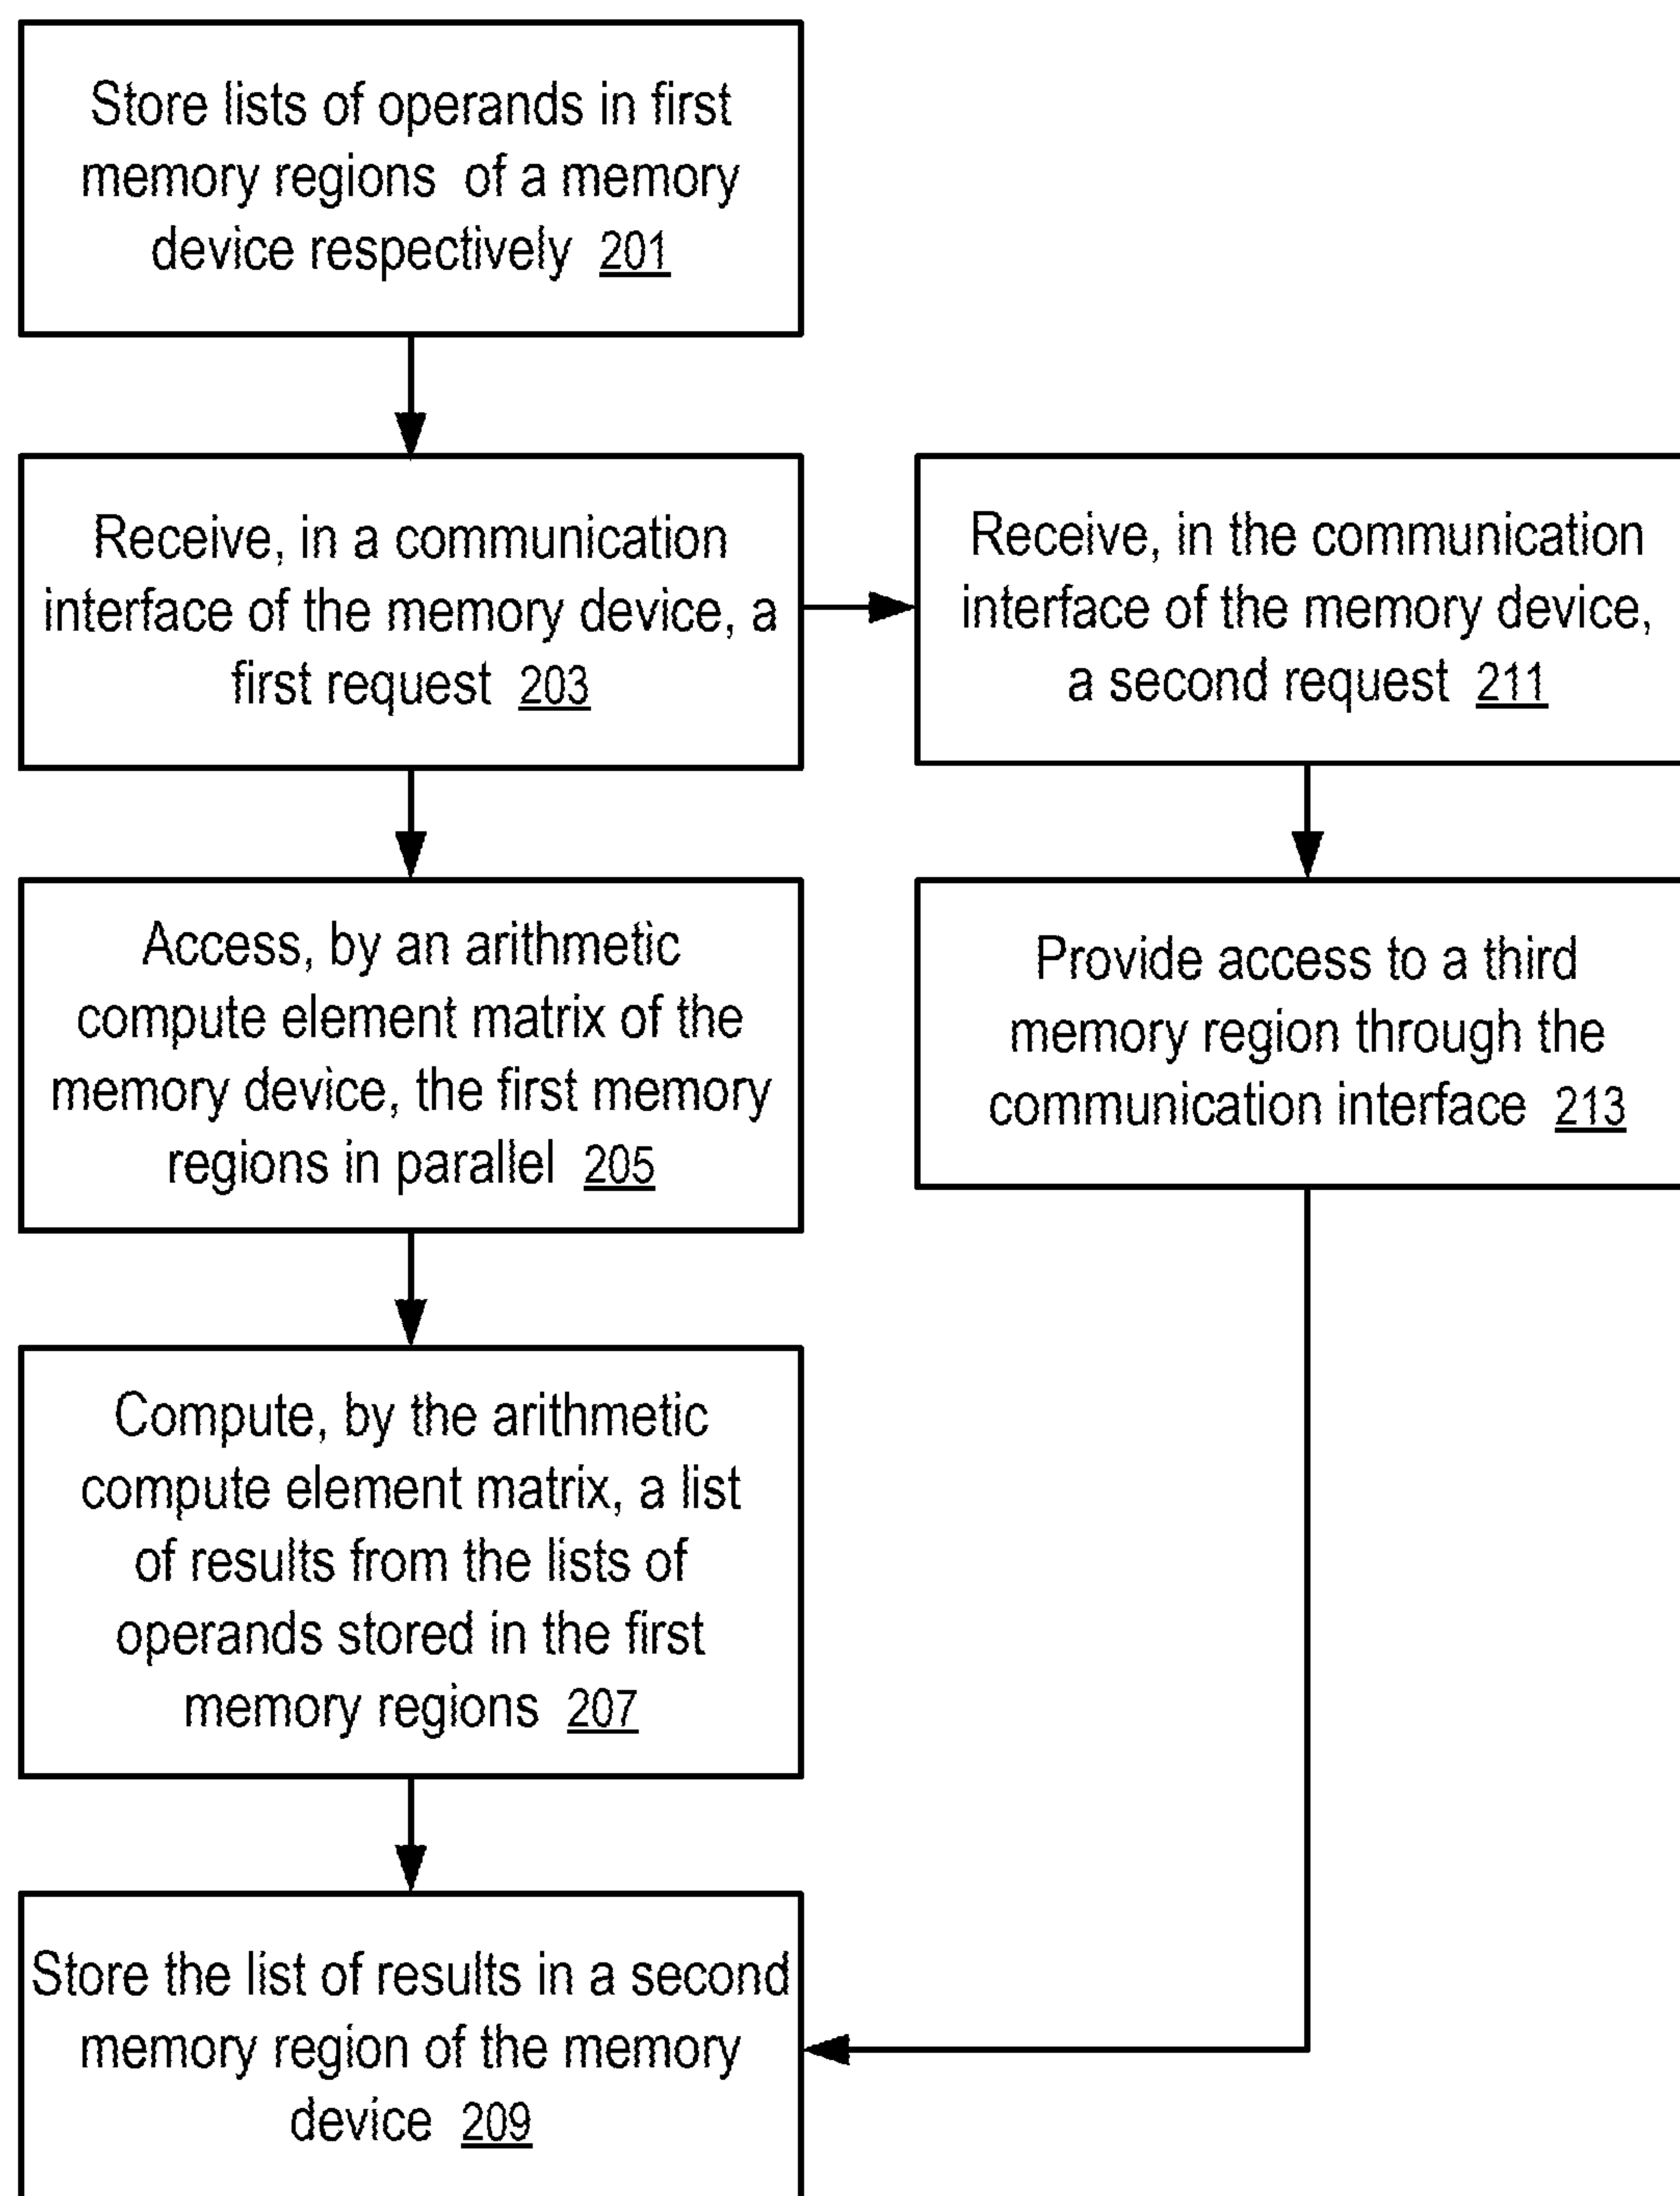 Store lists of operands in first
memory regions of a memory
device respectively 201
Receive, in a communication
interface of the memory device, a
first request 203
Receive, in the communication
interface of the memory device,
a second request 211
Access, by an arithmetic
compute element matrix of the
memory device, the first memory
regions in parallel 205
Provide access to a third
memory region through the
communication interface 213
Compute, by the arithmetic
compute element matrix, a list
of results from the lists of
operands stored in the first
memory regions 207
Store the list of results in a second
memory region of the memory
device 209